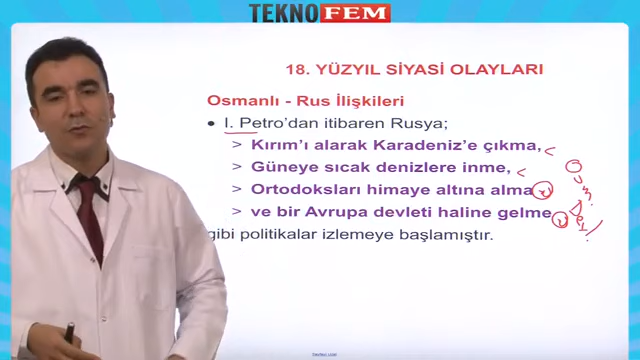 TEKNOFEM
18. YÜZYIL SİYASİ OLAYLARI
Osmanlı - Rus İlişkileri
• I. Petro'dan itibaren Rusya;
> Kırım'ı alarak Karadeniz'e çıkma,
> Güneye sıcak denizlere inme,
> Ortodoksları himaye altına alma
> ve bir Avrupa devleti haline gelme
gibi politikalar izlemeye başlamıştır.